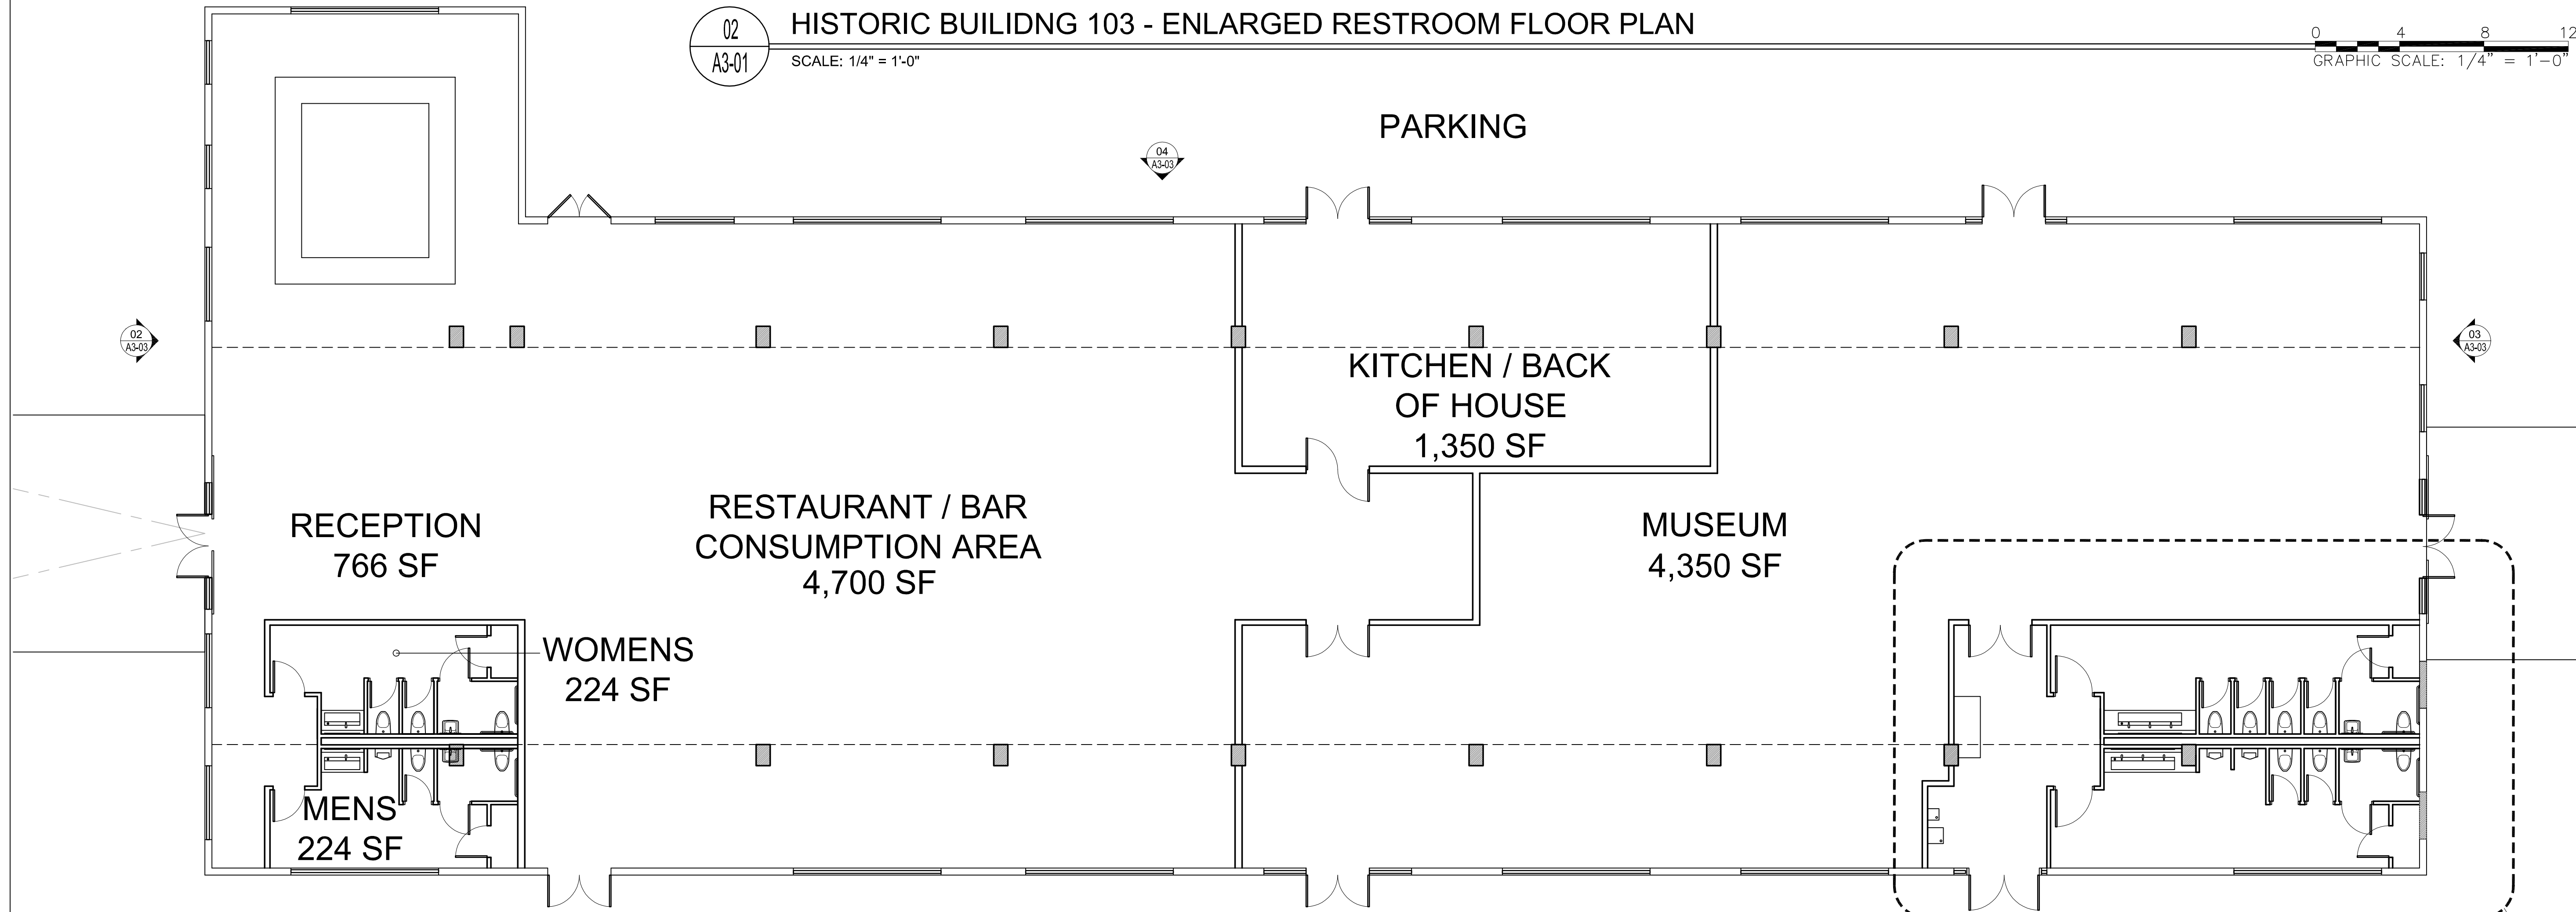 02
A3-01
HISTORIC BUILIDNG 103 - ENLARGED RESTROOM FLOOR PLAN
SCALE: 1/4" = 1'-0"
0 4 8 12
GRAPHIC SCALE: 1/4" = 1'-0"
PARKING
04
A3-03
02
A3-03
03
A3-03
KITCHEN / BACK
OF HOUSE
1,350 SF
RECEPTION
766 SF
RESTAURANT / BAR
CONSUMPTION AREA
4,700 SF
MUSEUM
4,350 SF
WOMENS
224 SF
MENS
224 SF